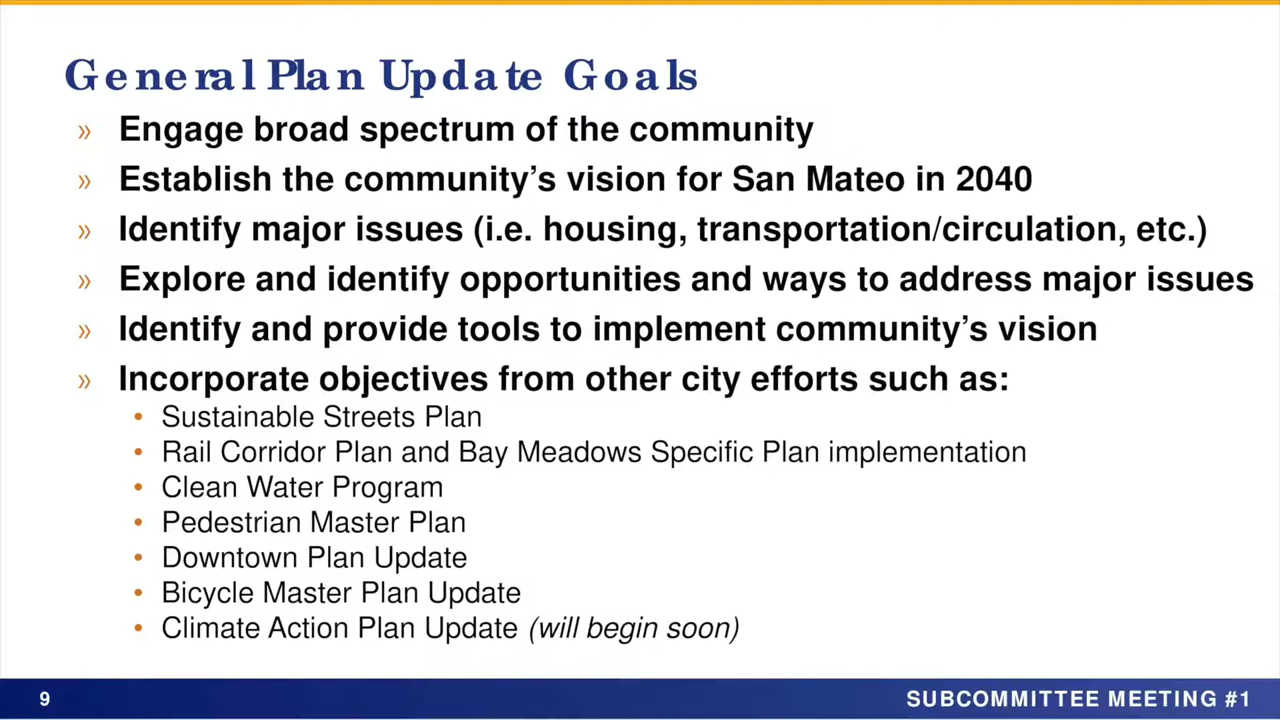 General Plan Update Goals
» Engage broad spectrum of the community
» Establish the community’s vision for San Mateo in 2040
» Identify major issues (i.e. housing, transportation/circulation, etc.)
» Explore and identify opportunities and ways to address major issues
» Identify and provide tools to implement community’s vision
» Incorporate objectives from other city efforts such as:
• Sustainable Streets Plan
• Rail Corridor Plan and Bay Meadows Specific Plan implementation
• Clean Water Program
• Pedestrian Master Plan
• Downtown Plan Update
• Bicycle Master Plan Update
• Climate Action Plan Update (will begin soon)
9 SUBCOMMITTEE MEETING #1